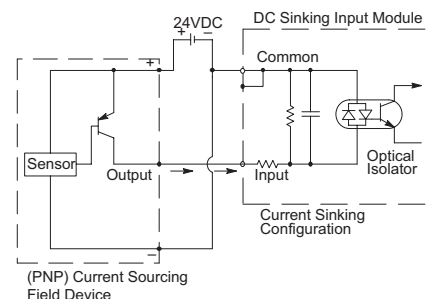 24VDC
+ −
DC Sinking Input Module
Common
+
Sensor
Output
Input
Optical
Isolator
Current Sinking
Configuration
−
(PNP) Current Sourcing
Field Device